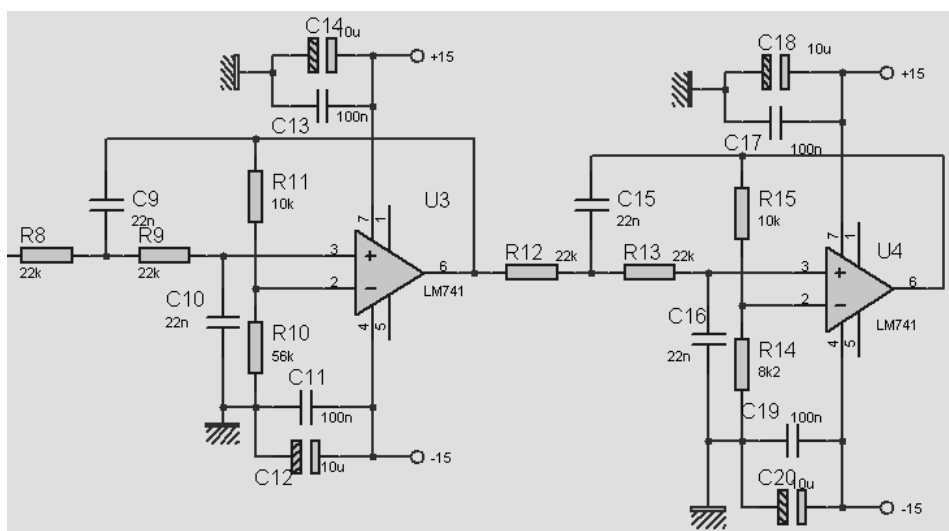 C14
10u
+15
C18
10u
+15
C13
100n
C17
100n
C9
22n
R11
10k
U3
C15
22n
R15
10k
U4
R8
22k
R9
22k
7
1
3
2
6
LM741
4
5
R12
22k
R13
22k
7
1
3
2
6
LM741
4
5
C10
22n
R10
56k
C16
22n
R14
8k2
C11
100n
C12
10u
-15
C19
100n
C20
10u
-15